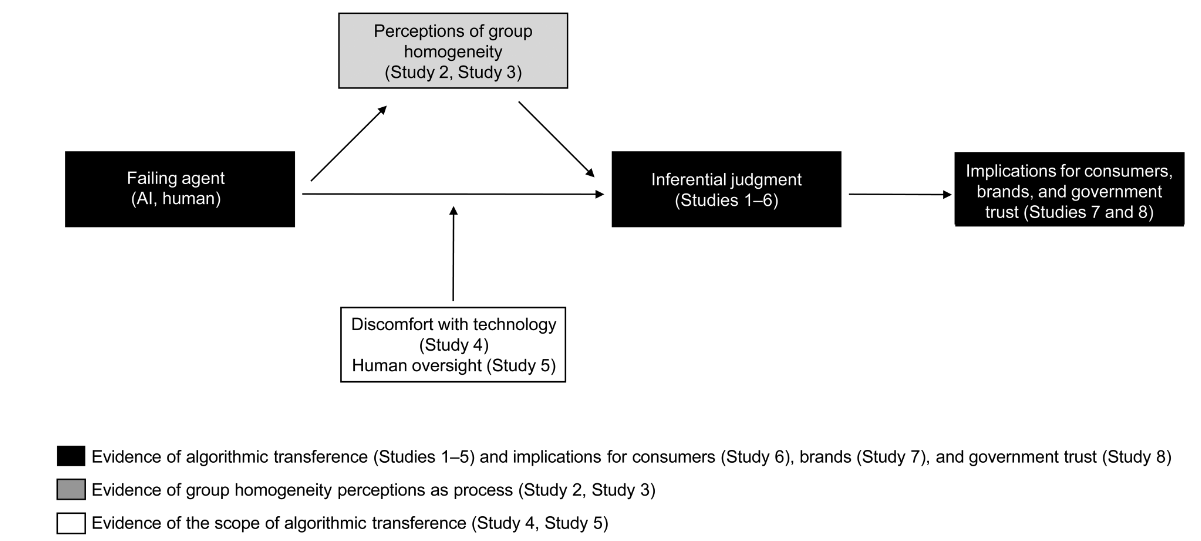 Perceptions of group
homogeneity
(Study 2, Study 3)
Failing agent
(AI, human)
Inferential judgment
(Studies 1–6)
Implications for consumers,
brands, and government
trust (Studies 7 and 8)
Discomfort with technology
(Study 4)
Human oversight (Study 5)
Evidence of algorithmic transference (Studies 1–5) and implications for consumers (Study 6), brands (Study 7), and government trust (Study 8)
Evidence of group homogeneity perceptions as process (Study 2, Study 3)
Evidence of the scope of algorithmic transference (Study 4, Study 5)